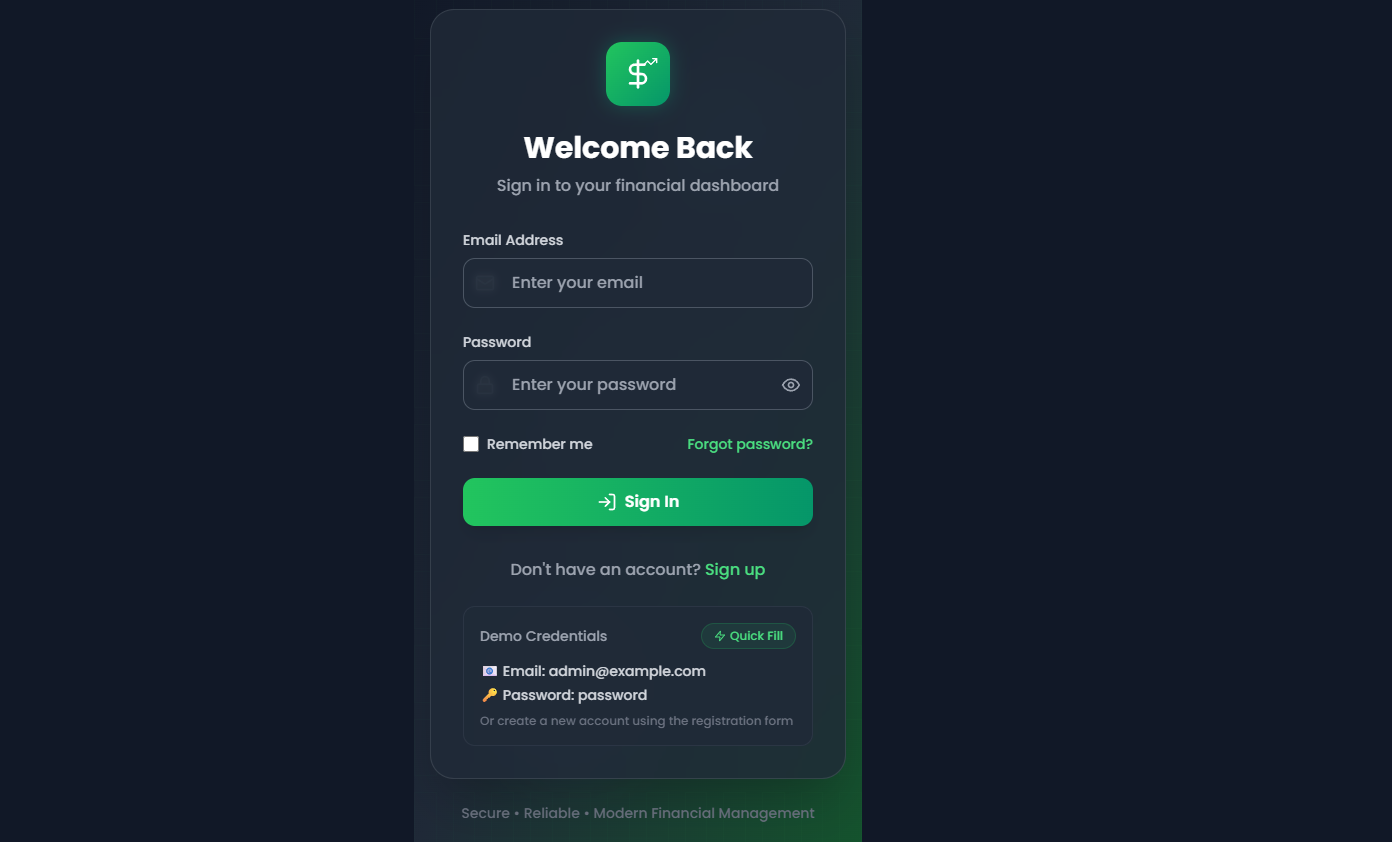 Welcome Back
Sign in to your financial dashboard
Email Address
Enter your email
Password
Enter your password
Remember me Forgot password?
Sign In
Don't have an account? Sign up
Demo Credentials Quick Fill
📧 Email: admin@example.com
🔑 Password: password
Or create a new account using the registration form
Secure • Reliable • Modern Financial Management